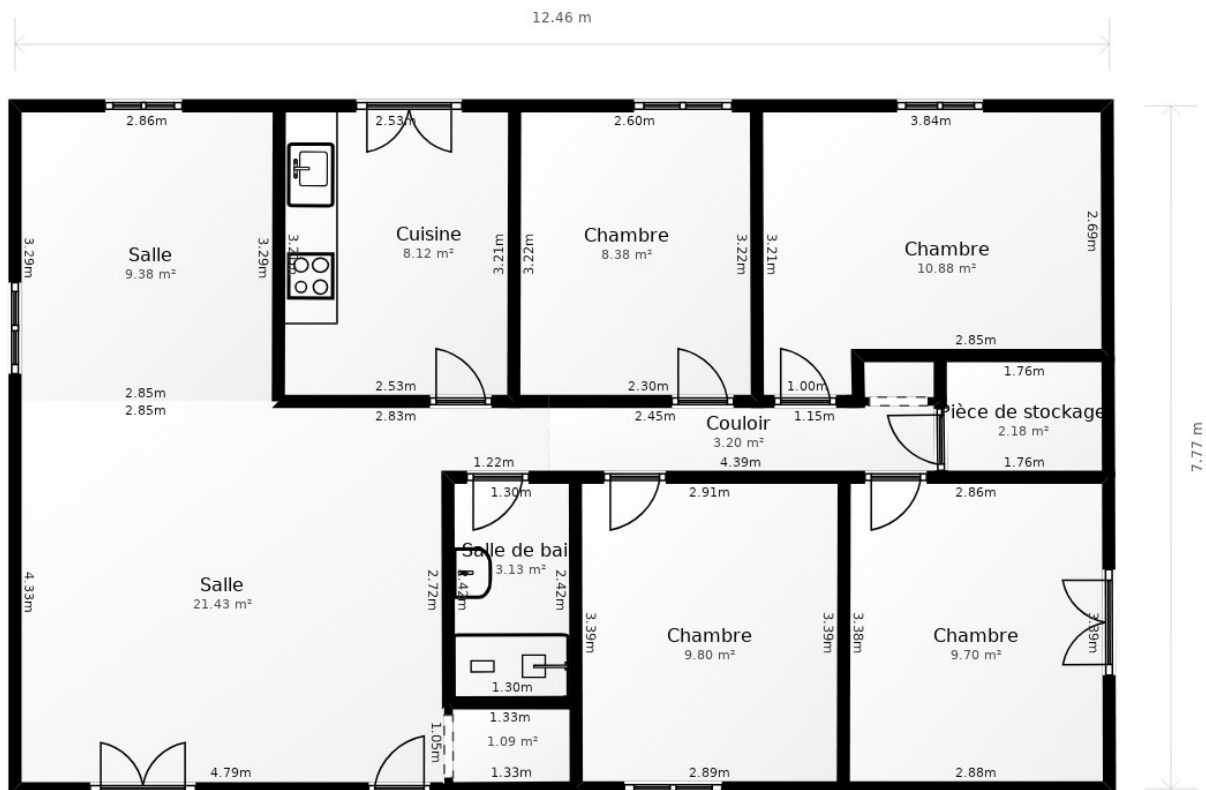 12.46 m
2.86m
2.53m
2.60m
3.84m
3.29m
Salle
9.38 m²
3.29m
Cuisine
8.12 m²
3.21m
3.22m
Chambre
8.38 m²
3.22m
3.21m
Chambre
10.88 m²
2.69m
2.85m
2.53m
2.30m
1.00m
2.85m
1.76m
2.85m
2.83m
2.45m
1.15m
Couloir
3.20 m²
Pièce de stockage
2.18 m²
1.22m
4.39m
1.76m
7.77 m
1.30m
2.91m
2.86m
4.33m
Salle
21.43 m²
2.72m
Salle de bai
3.13 m²
2.42m
2.42m
3.39m
Chambre
9.80 m²
3.39m
3.38m
Chambre
9.70 m²
3.39m
1.30m
1.33m
1.05m
1.09 m²
4.79m
1.33m
2.89m
2.88m